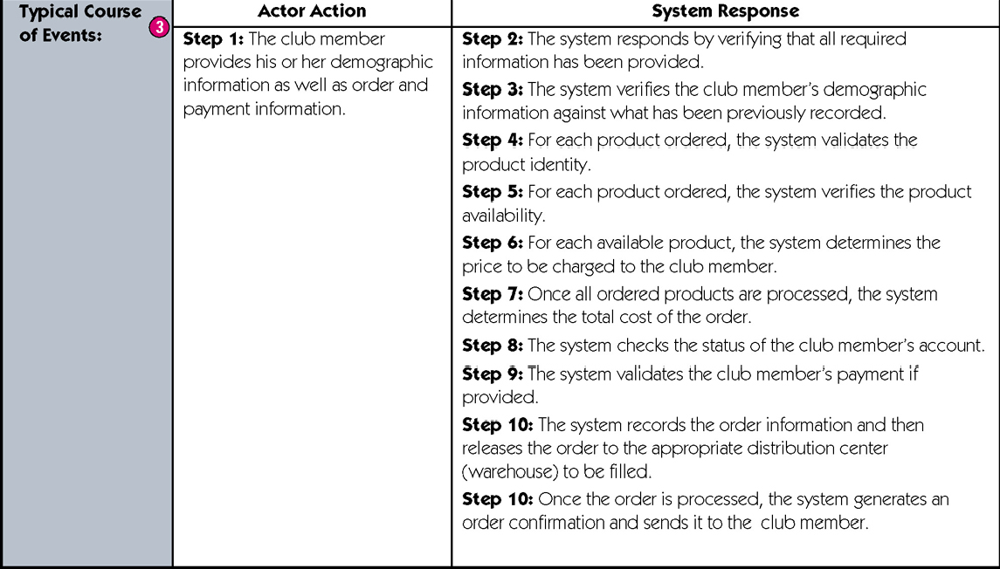 Typical Course
of Events:
3
Actor Action
System Response
Step 1: The club member
provides his or her demographic
information as well as order and
payment information.
Step 2: The system responds by verifying that all required
information has been provided.
Step 3: The system verifies the club member's demographic
information against what has been previously recorded.
Step 4: For each product ordered, the system validates the
product identity.
Step 5: For each product ordered, the system verifies the product
availability.
Step 6: For each available product, the system determines the
price to be charged to the club member.
Step 7: Once all ordered products are processed, the system
determines the total cost of the order.
Step 8: The system checks the status of the club member's account.
Step 9: The system validates the club member's payment if
provided.
Step 10: The system records the order information and then
releases the order to the appropriate distribution center
(warehouse) to be filled.
Step 10: Once the order is processed, the system generates an
order confirmation and sends it to the club member.